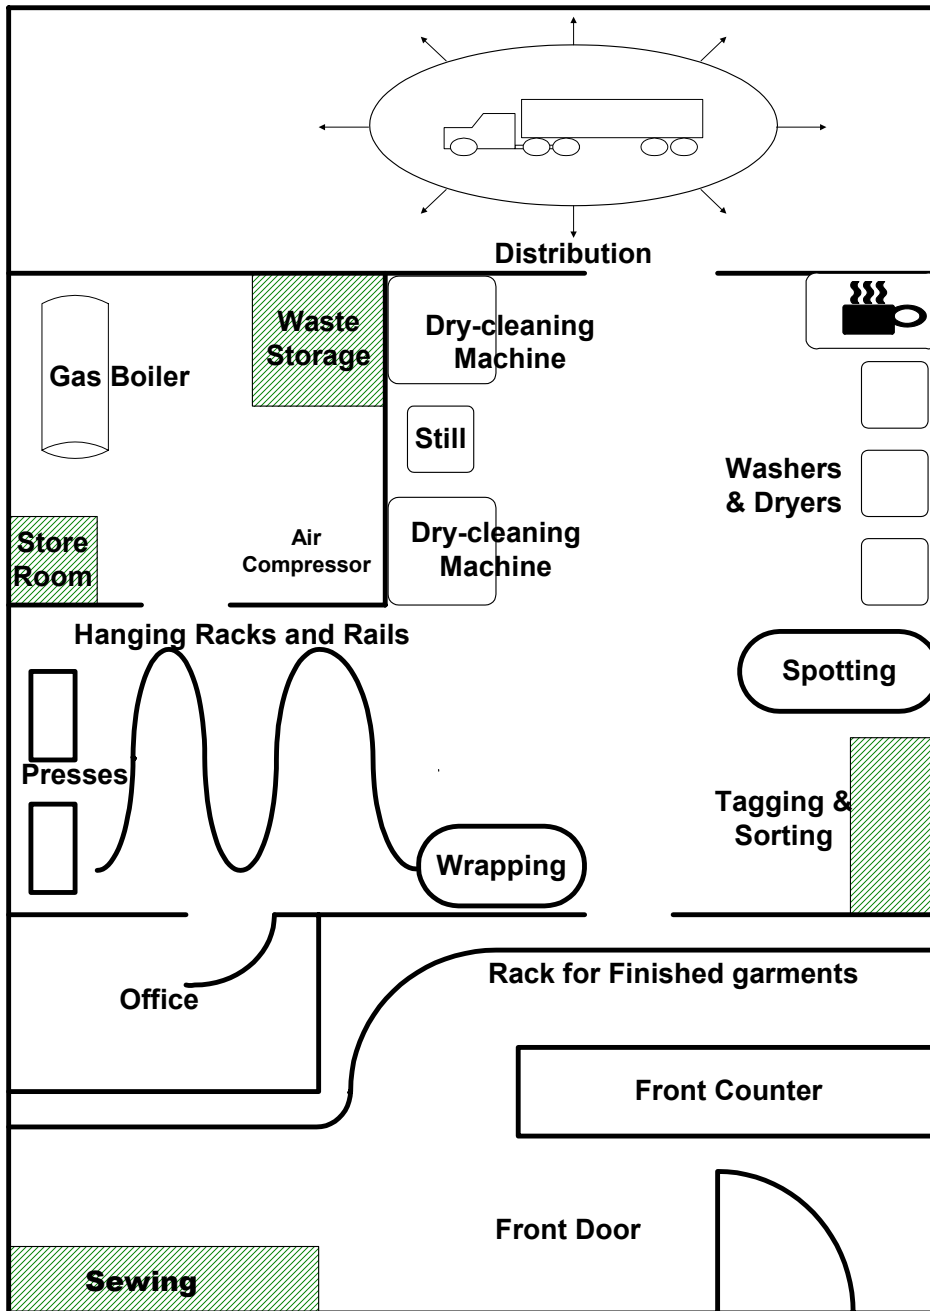 Distribution
Waste
Storage
Dry-cleaning
Machine
Gas Boiler
Still
Washers
& Dryers
Store
Room
Air
Compressor
Dry-cleaning
Machine
Hanging Racks and Rails
Spotting
Presses
Tagging &
Sorting
Wrapping
Rack for Finished garments
Office
Front Counter
Front Door
Sewing